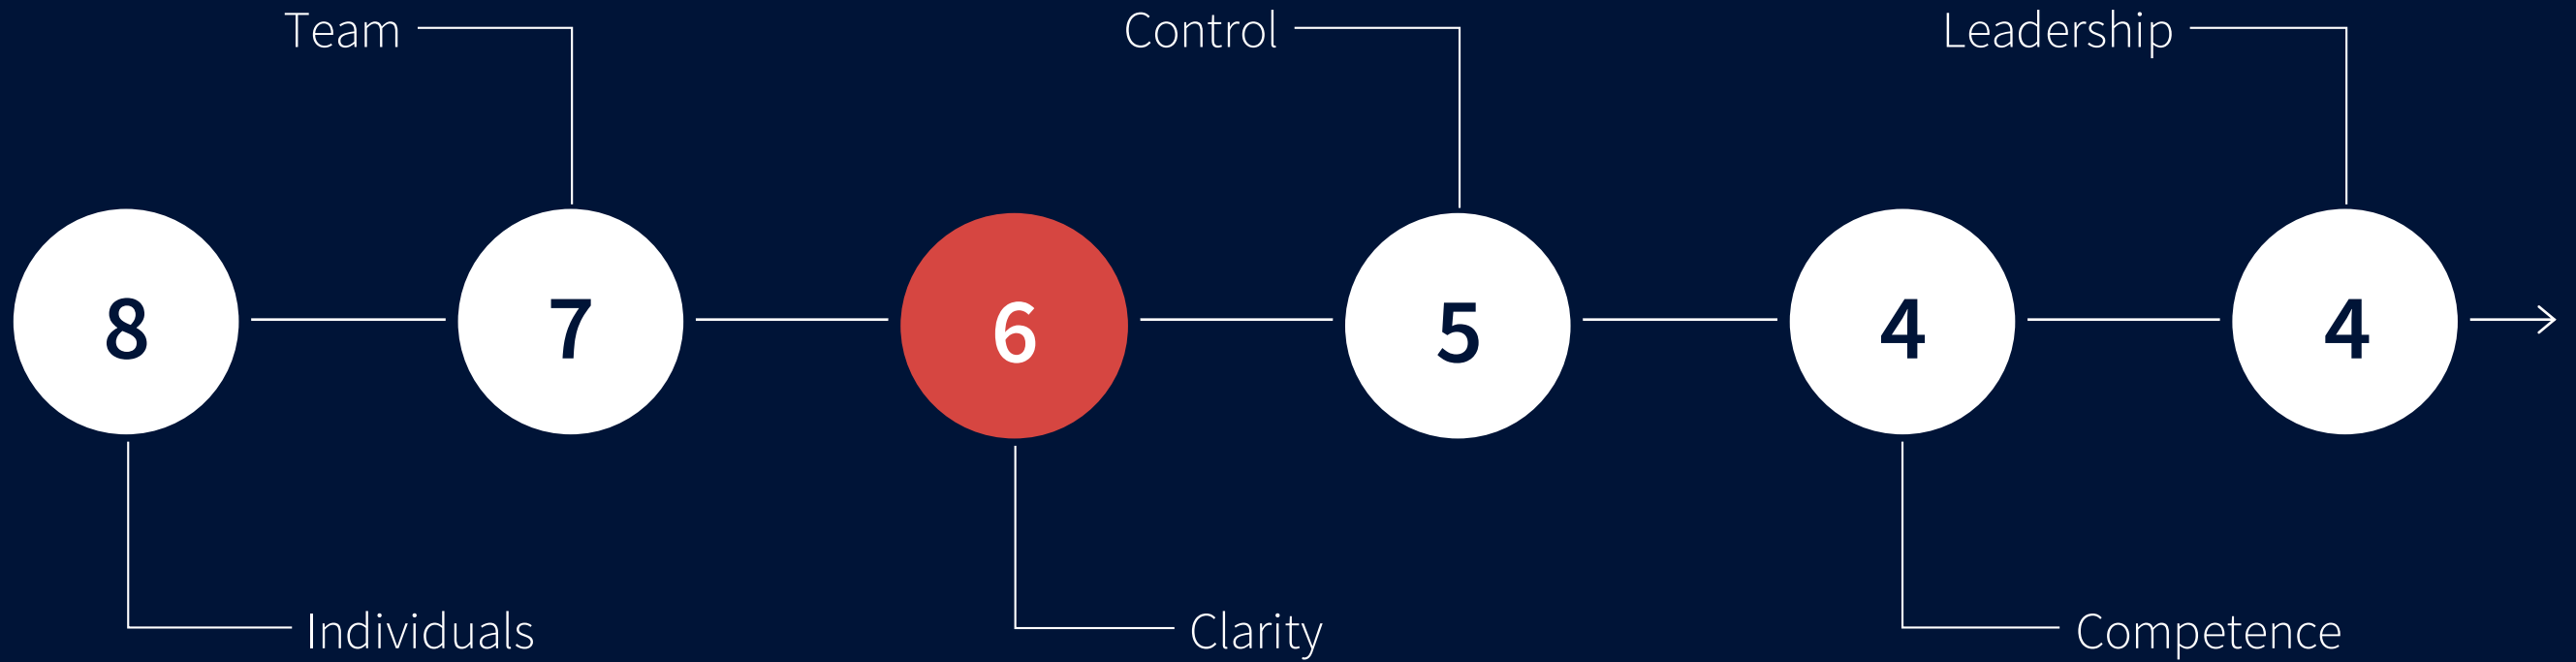 Team
Control
Leadership
8
7
6
5
4
4
Individuals
Clarity
Competence